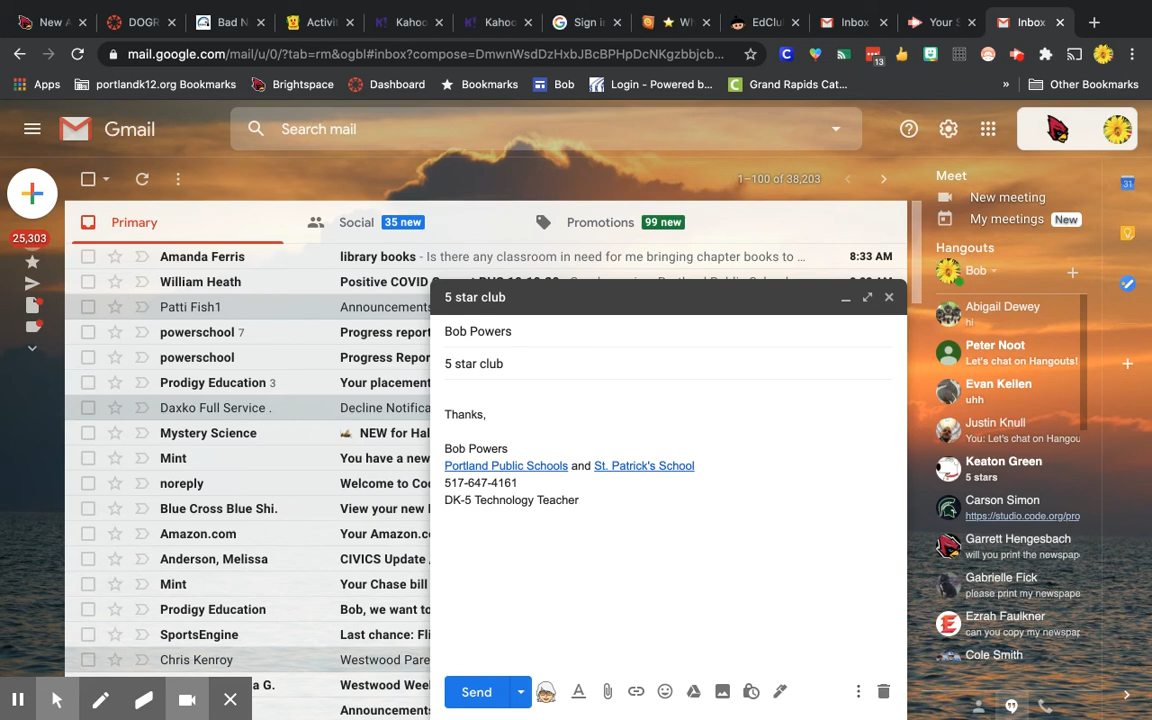 New A
DOGR
Bad N
Activi
Kahoo
Kahoo
Sign i
Wh
EdClu
Inbox
Your S
Inbox
mail.google.com/mail/u/0/?tab=rm&ogbl#inbox?compose=DmwnWsdDzHxbJBcBPHpDcNKgzbbjcb...
13
Apps
portlandk12.org Bookmarks
Brightspace
Dashboard
Bookmarks
Bob
Login - Powered b...
Grand Rapids Cat...
»
Other Bookmarks
Gmail
Search mail
1–100 of 38,203
25,303
Primary
Social 35 new
Promotions 99 new
Amanda Ferris library books - Is there any classroom in need for me bringing chapter books to ... 8:33 AM
William Heath Positive COVID
Patti Fish1 Announcements
powerschool 7 Progress report
powerschool Progress Repor
Prodigy Education 3 Your placement
Daxko Full Service . Decline Notifica
Mystery Science NEW for Hal
Mint You have a new
noreply Welcome to Co
Blue Cross Blue Shi. View your new
Amazon.com Your Amazon.c
Anderson, Melissa CIVICS Update
Mint Your Chase bill
Prodigy Education Bob, we want to
SportsEngine Last chance: Fli
Chris Kenroy Westwood Pare
a G. Westwood Wee
Announcements
5 star club
Bob Powers
5 star club
Thanks,
Bob Powers
Portland Public Schools and St. Patrick's School
517-647-4161
DK-5 Technology Teacher
Send
Meet
New meeting
My meetings New
Hangouts
Bob
Abigail Dewey
hi
Peter Noot
Let's chat on Hangouts!
Evan Keilen
uhh
Justin Knull
You: Let's chat on Hangou
Keaton Green
5 stars
Carson Simon
https://studio.code.org/pro
Garrett Hengesbach
will you print the newspap
Gabrielle Fick
please print my newspape
Ezrah Faulkner
can you copy my newspap
Cole Smith
31